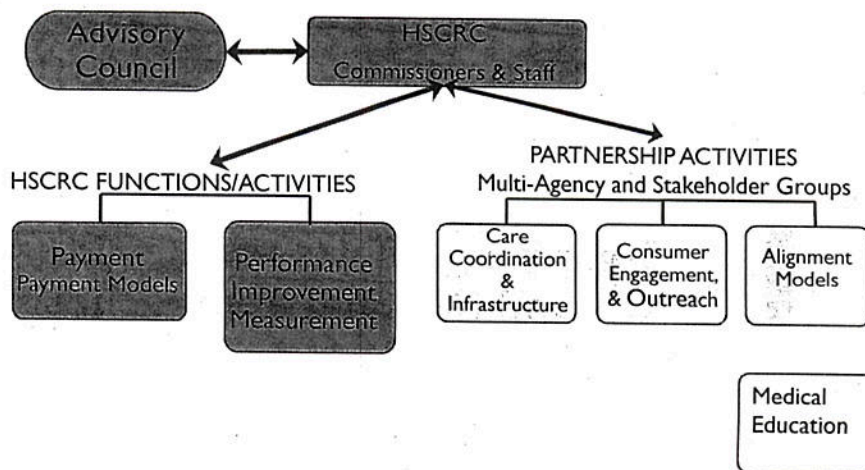 Advisory
Council
HSCRC
Commissioners & Staff
HSCRC FUNCTIONS/ACTIVITIES
PARTNERSHIP ACTIVITIES
Multi-Agency and Stakeholder Groups
Payment
Payment Models
Performance
Improvement,
Measurement
Care
Coordination
&
Infrastructure
Consumer
Engagement,
& Outreach
Alignment
Models
Medical
Education